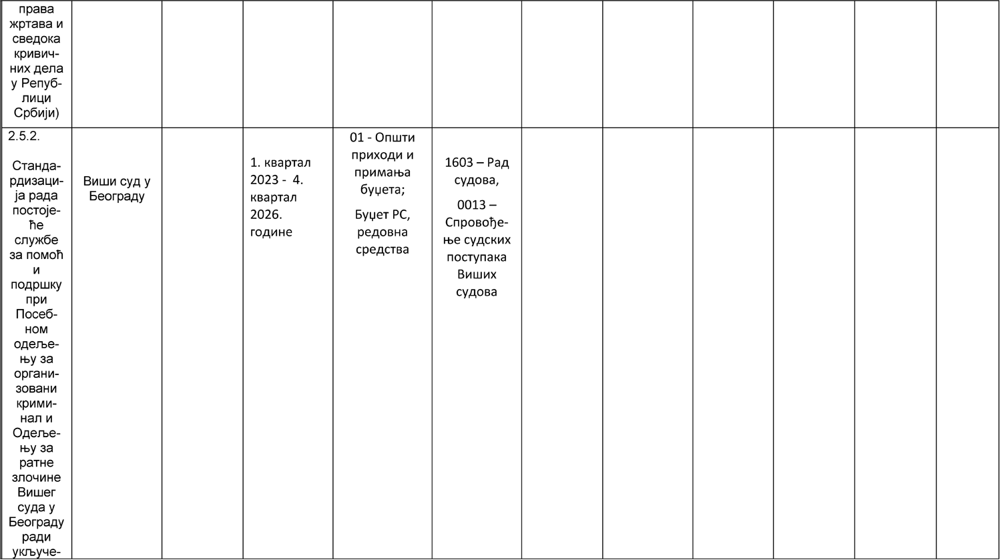 права
жртава и
сведока
кривич-
них дела
у Репуб-
лици
Србији)
2.5.2.
Станда-
рдизаци-
ја рада
постоје-
ће
службе
за помоћ
и
подршку
при
Посеб-
ном
одеље-
њу за
органи-
зовани
крими-
нал и
Одеље-
њу за
ратне
злочине
Вишег
суда у
Београду
ради
укључе-
Виши суд у
Београду
1. квартал
2023 - 4.
квартал
2026.
године
01 - Општи
приходи и
примања
буџета;
Буџет РС,
редовна
средства
1603 – Рад
судова,
0013 –
Спровође-
ње судских
поступака
Виших
судова